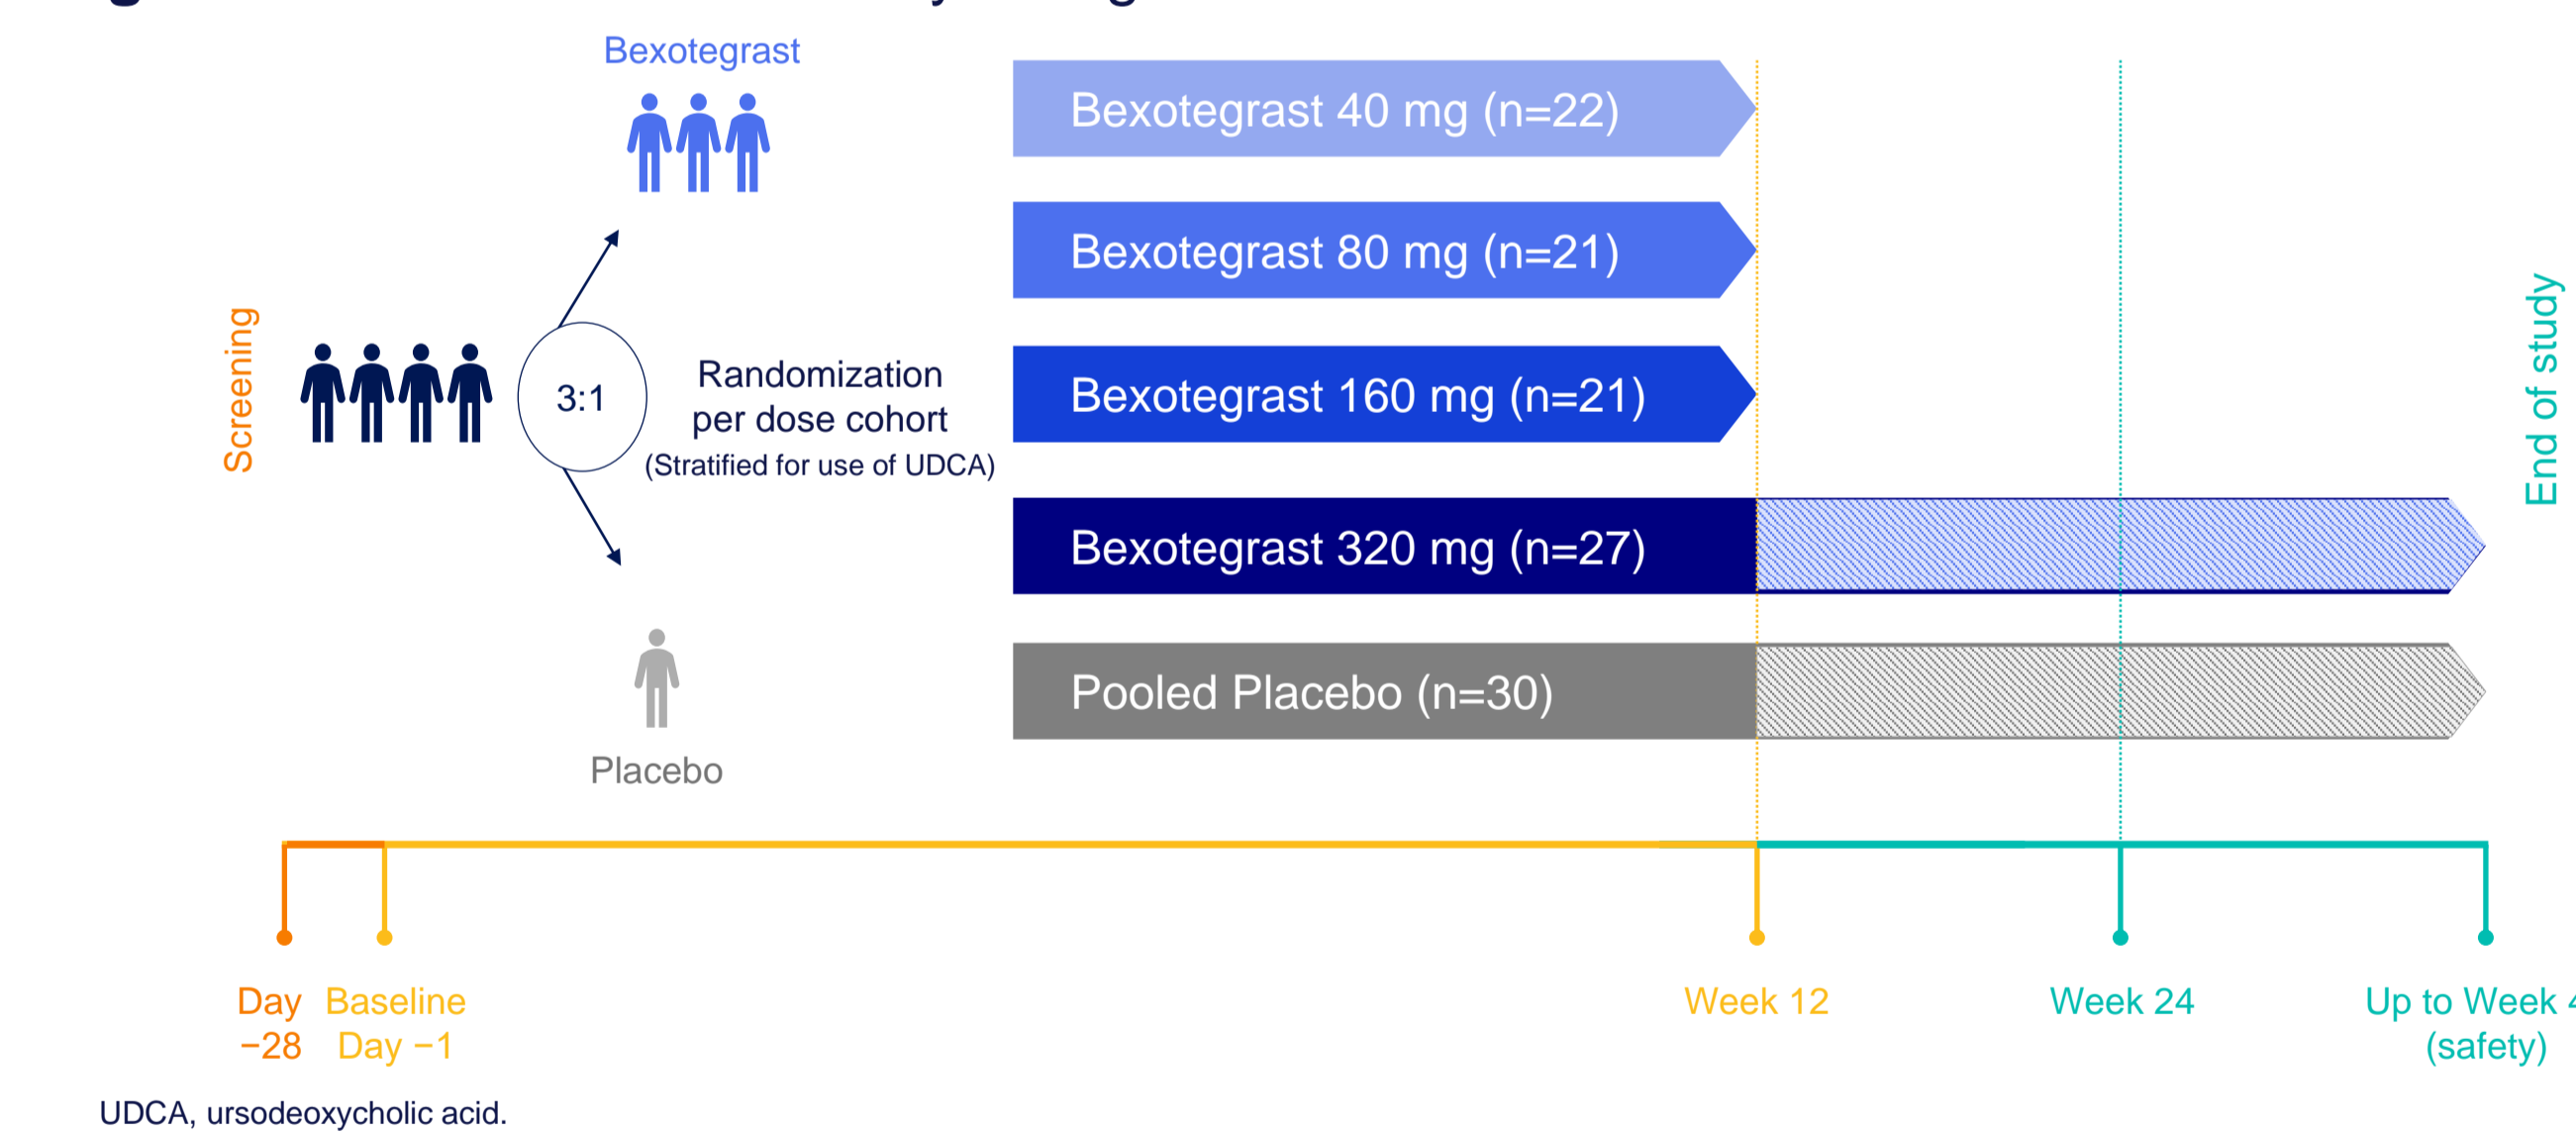 Bexotegrast
Bexotegrast 40 mg (n=22)
Bexotegrast 80 mg (n=21)
Screening
3:1
Randomization
per dose cohort
(Stratified for use of UDCA)
Bexotegrast 160 mg (n=21)
End of study
Bexotegrast 320 mg (n=27)
Pooled Placebo (n=30)
Placebo
Day
−28
Baseline
Day −1
Week 12
Week 24
Up to Week
(safety)
UDCA, ursodeoxycholic acid.